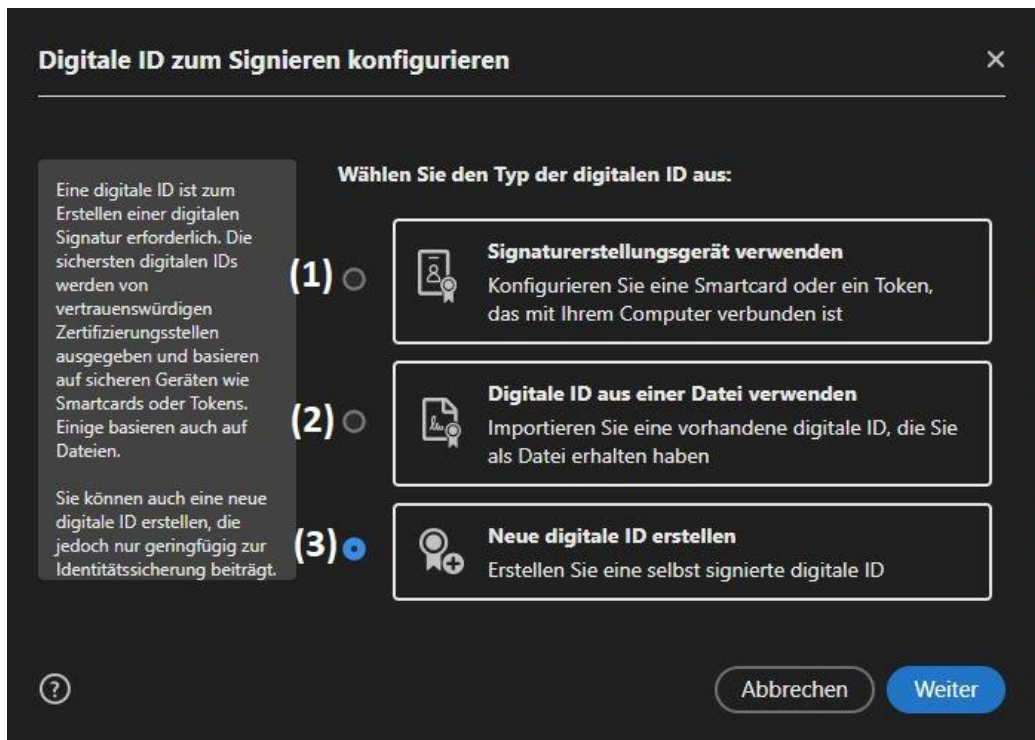 Digitale ID zum Signieren konfigurieren
Eine digitale ID ist zum
Erstellen einer digitalen
Signatur erforderlich. Die
sichersten digitalen IDs
werden von
vertrauenswürdigen
Zertifizierungsstellen
ausgegeben und basieren
auf sicheren Geräten wie
Smartcards oder Tokens.
Einige basieren auch auf
Dateien.
Sie können auch eine neue
digitale ID erstellen, die
jedoch nur geringfügig zur
Identitätssicherung beiträgt.
Wählen Sie den Typ der digitalen ID aus:
(1)
Signaturerstellungsgerät verwenden
Konfigurieren Sie eine Smartcard oder ein Token,
das mit Ihrem Computer verbunden ist
(2)
Digitale ID aus einer Datei verwenden
Importieren Sie eine vorhandene digitale ID, die Sie
als Datei erhalten haben
(3)
Neue digitale ID erstellen
Erstellen Sie eine selbst signierte digitale ID
?
Abbrechen
Weiter